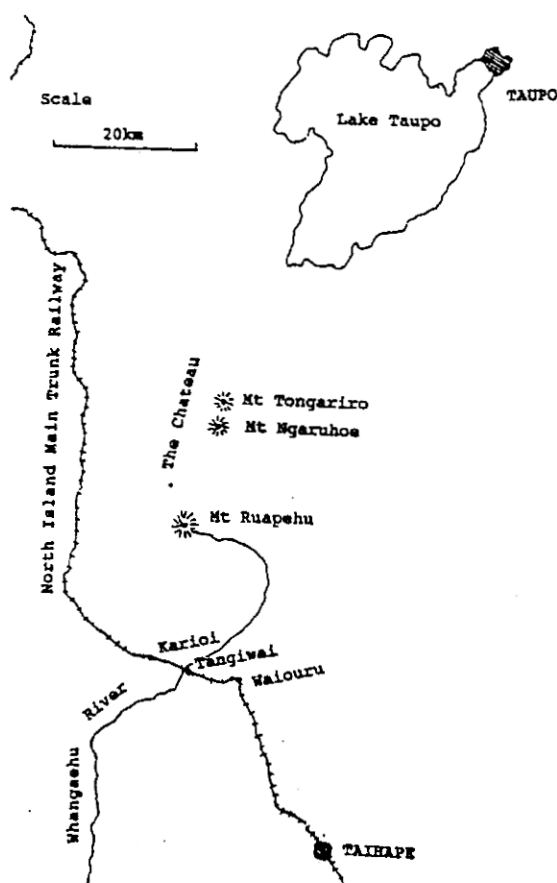 Scale
20km
TAUPO
Lake Taupo
North Island Main Trunk Railway
The Chateau
Mt Tongariro
Mt Ngaruhoe
Mt Ruapehu
Karioi
Tangiwai
Waiouru
River
Whangaehu
TAIHAPE